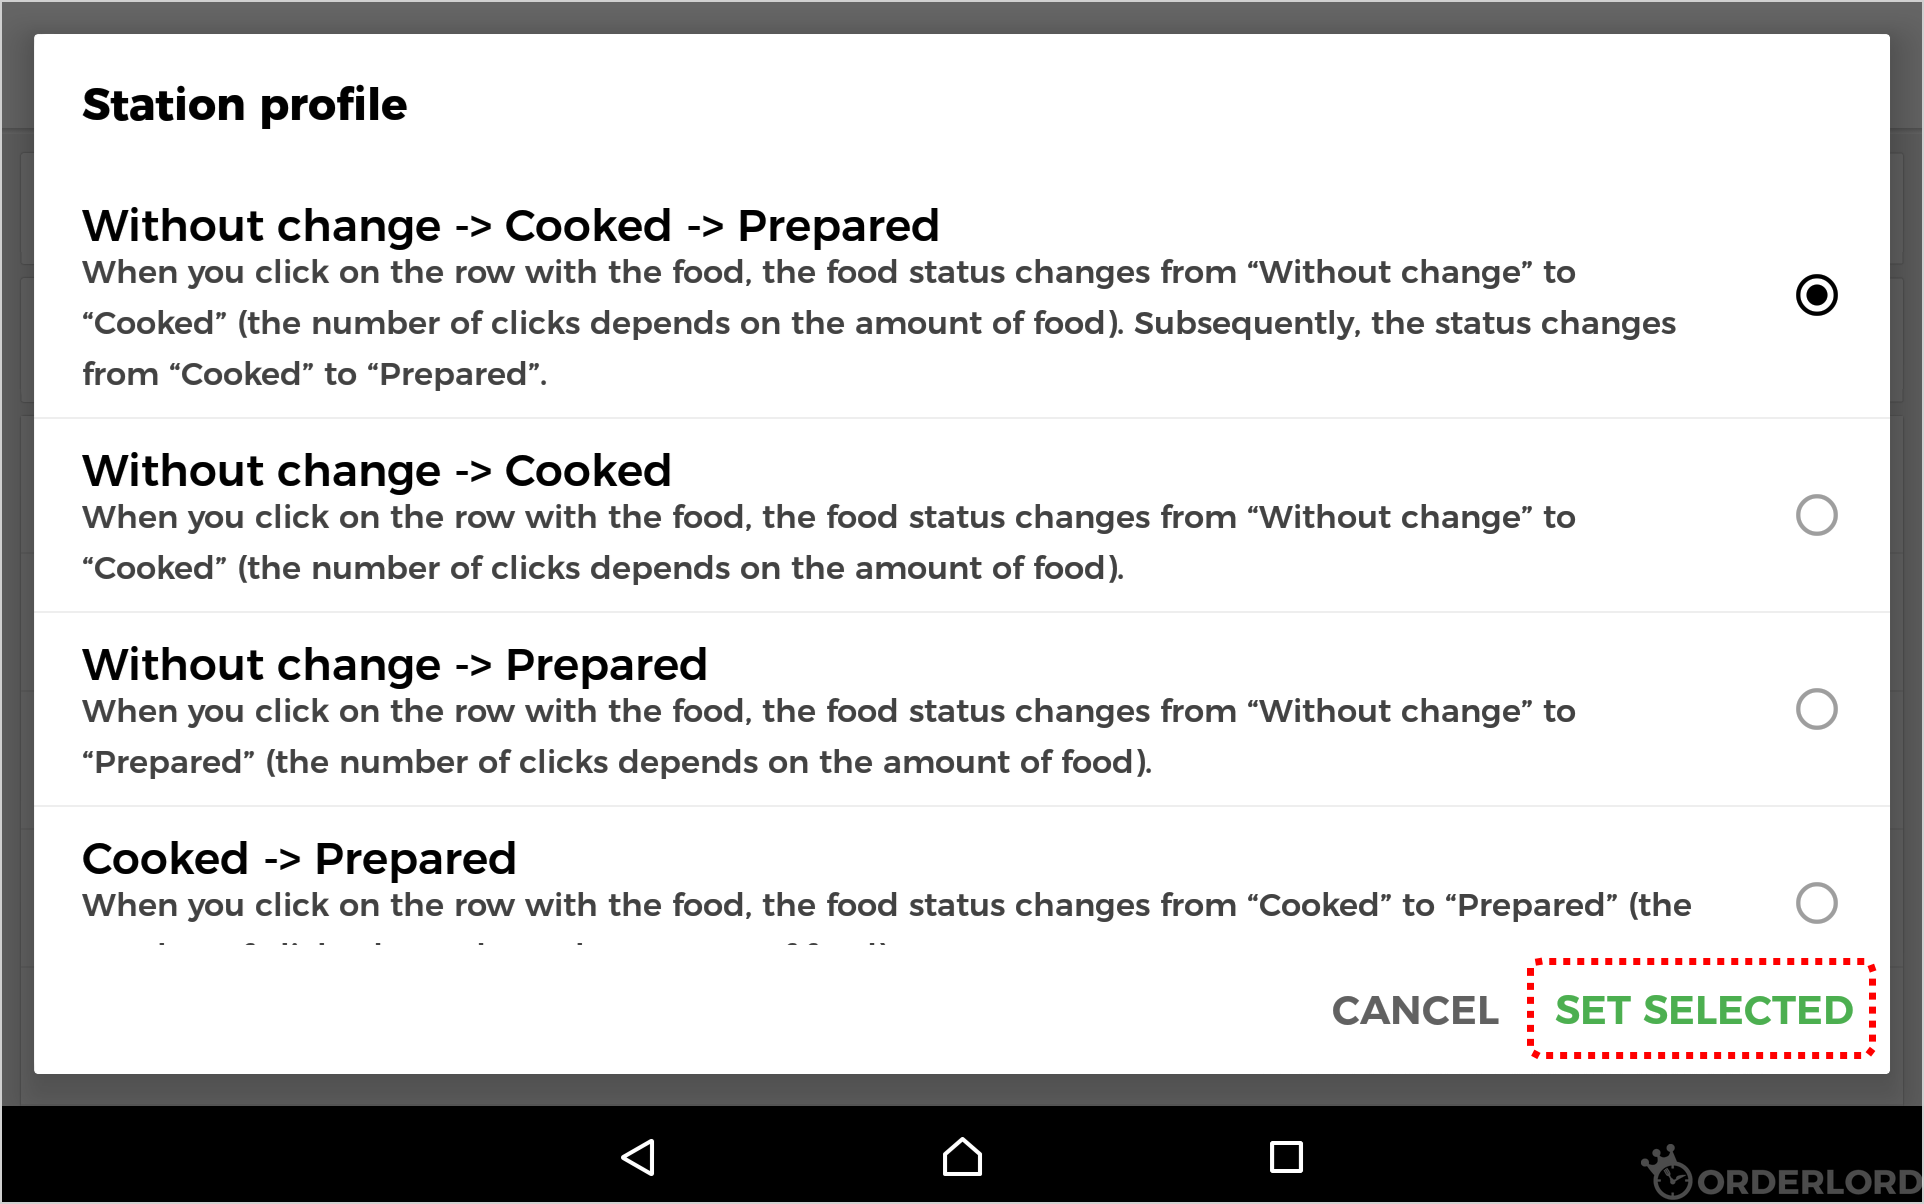 Station profile
Without change -> Cooked -> Prepared
When you click on the row with the food, the food status changes from “Without change” to
“Cooked” (the number of clicks depends on the amount of food). Subsequently, the status changes
from “Cooked” to “Prepared”.
Without change -> Cooked
When you click on the row with the food, the food status changes from “Without change” to
“Cooked” (the number of clicks depends on the amount of food).
Without change -> Prepared
When you click on the row with the food, the food status changes from “Without change” to
“Prepared” (the number of clicks depends on the amount of food).
Cooked -> Prepared
When you click on the row with the food, the food status changes from “Cooked” to “Prepared” (the
CANCEL SET SELECTED
ORDERLORD